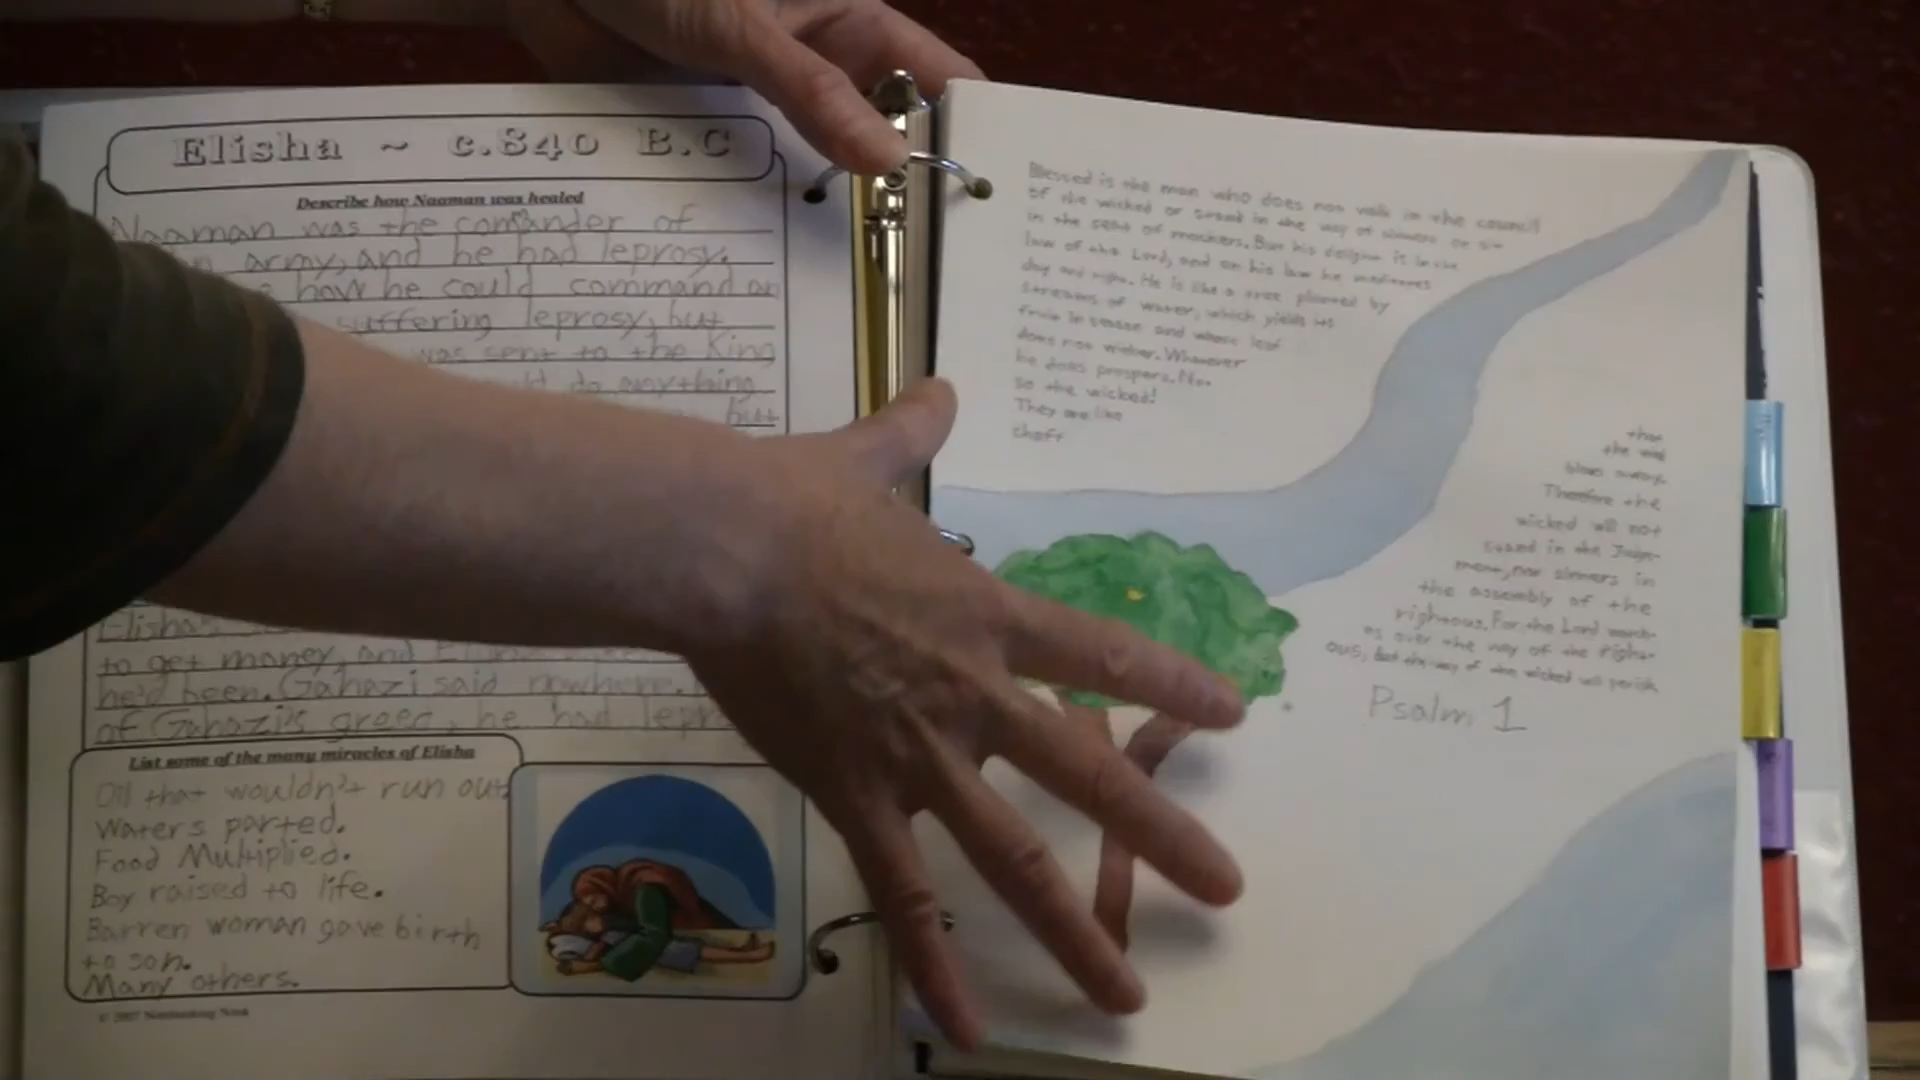 Elisha ~ c.840 B.C
Describe how Naaman was healed
Naaman was the comander of
army, and he had leprosy.
how he could command an
suffering leprosy, but
was sent to the King
do anything
but
Elisha's
to get money, and
he'd been. Gahazi said nowhere.
of Gahazi's greed, he had lepr
List some of the many miracles of Elisha
Oil that wouldn't run out
Waters parted.
Food Multiplied.
Boy raised to life.
Barren woman gave birth
to son.
Many others.
© 2007 Notebooking Nook
Blessed is the man who does not walk in the council
of the wicked or stand in the way of sinners or sit
in the seat of mockers. But his delight is in the
law of the Lord, and on his law he meditates
day and night. He is like a tree planted by
streams of water, which yields its
fruit in season and whose leaf
does not wither. Whatever
he does prospers. Not
so the wicked!
They are like
chaff
that
the wind
blows away.
Therefore the
wicked will not
stand in the Judge-
ment, nor sinners in
the assembly of the
righteous. For the Lord watch-
es over the way of the right-
ous, but the way of the wicked will perish
Psalm 1